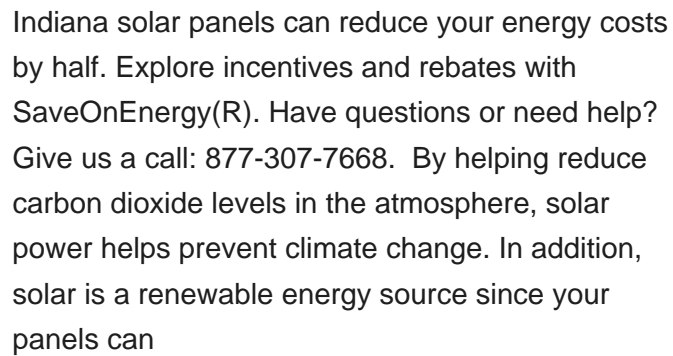 Indiana solar panels can reduce your energy costs
by half. Explore incentives and rebates with
SaveOnEnergy(R). Have questions or need help?
Give us a call: 877-307-7668.  By helping reduce
carbon dioxide levels in the atmosphere, solar
power helps prevent climate change. In addition,
solar is a renewable energy source since your
panels can